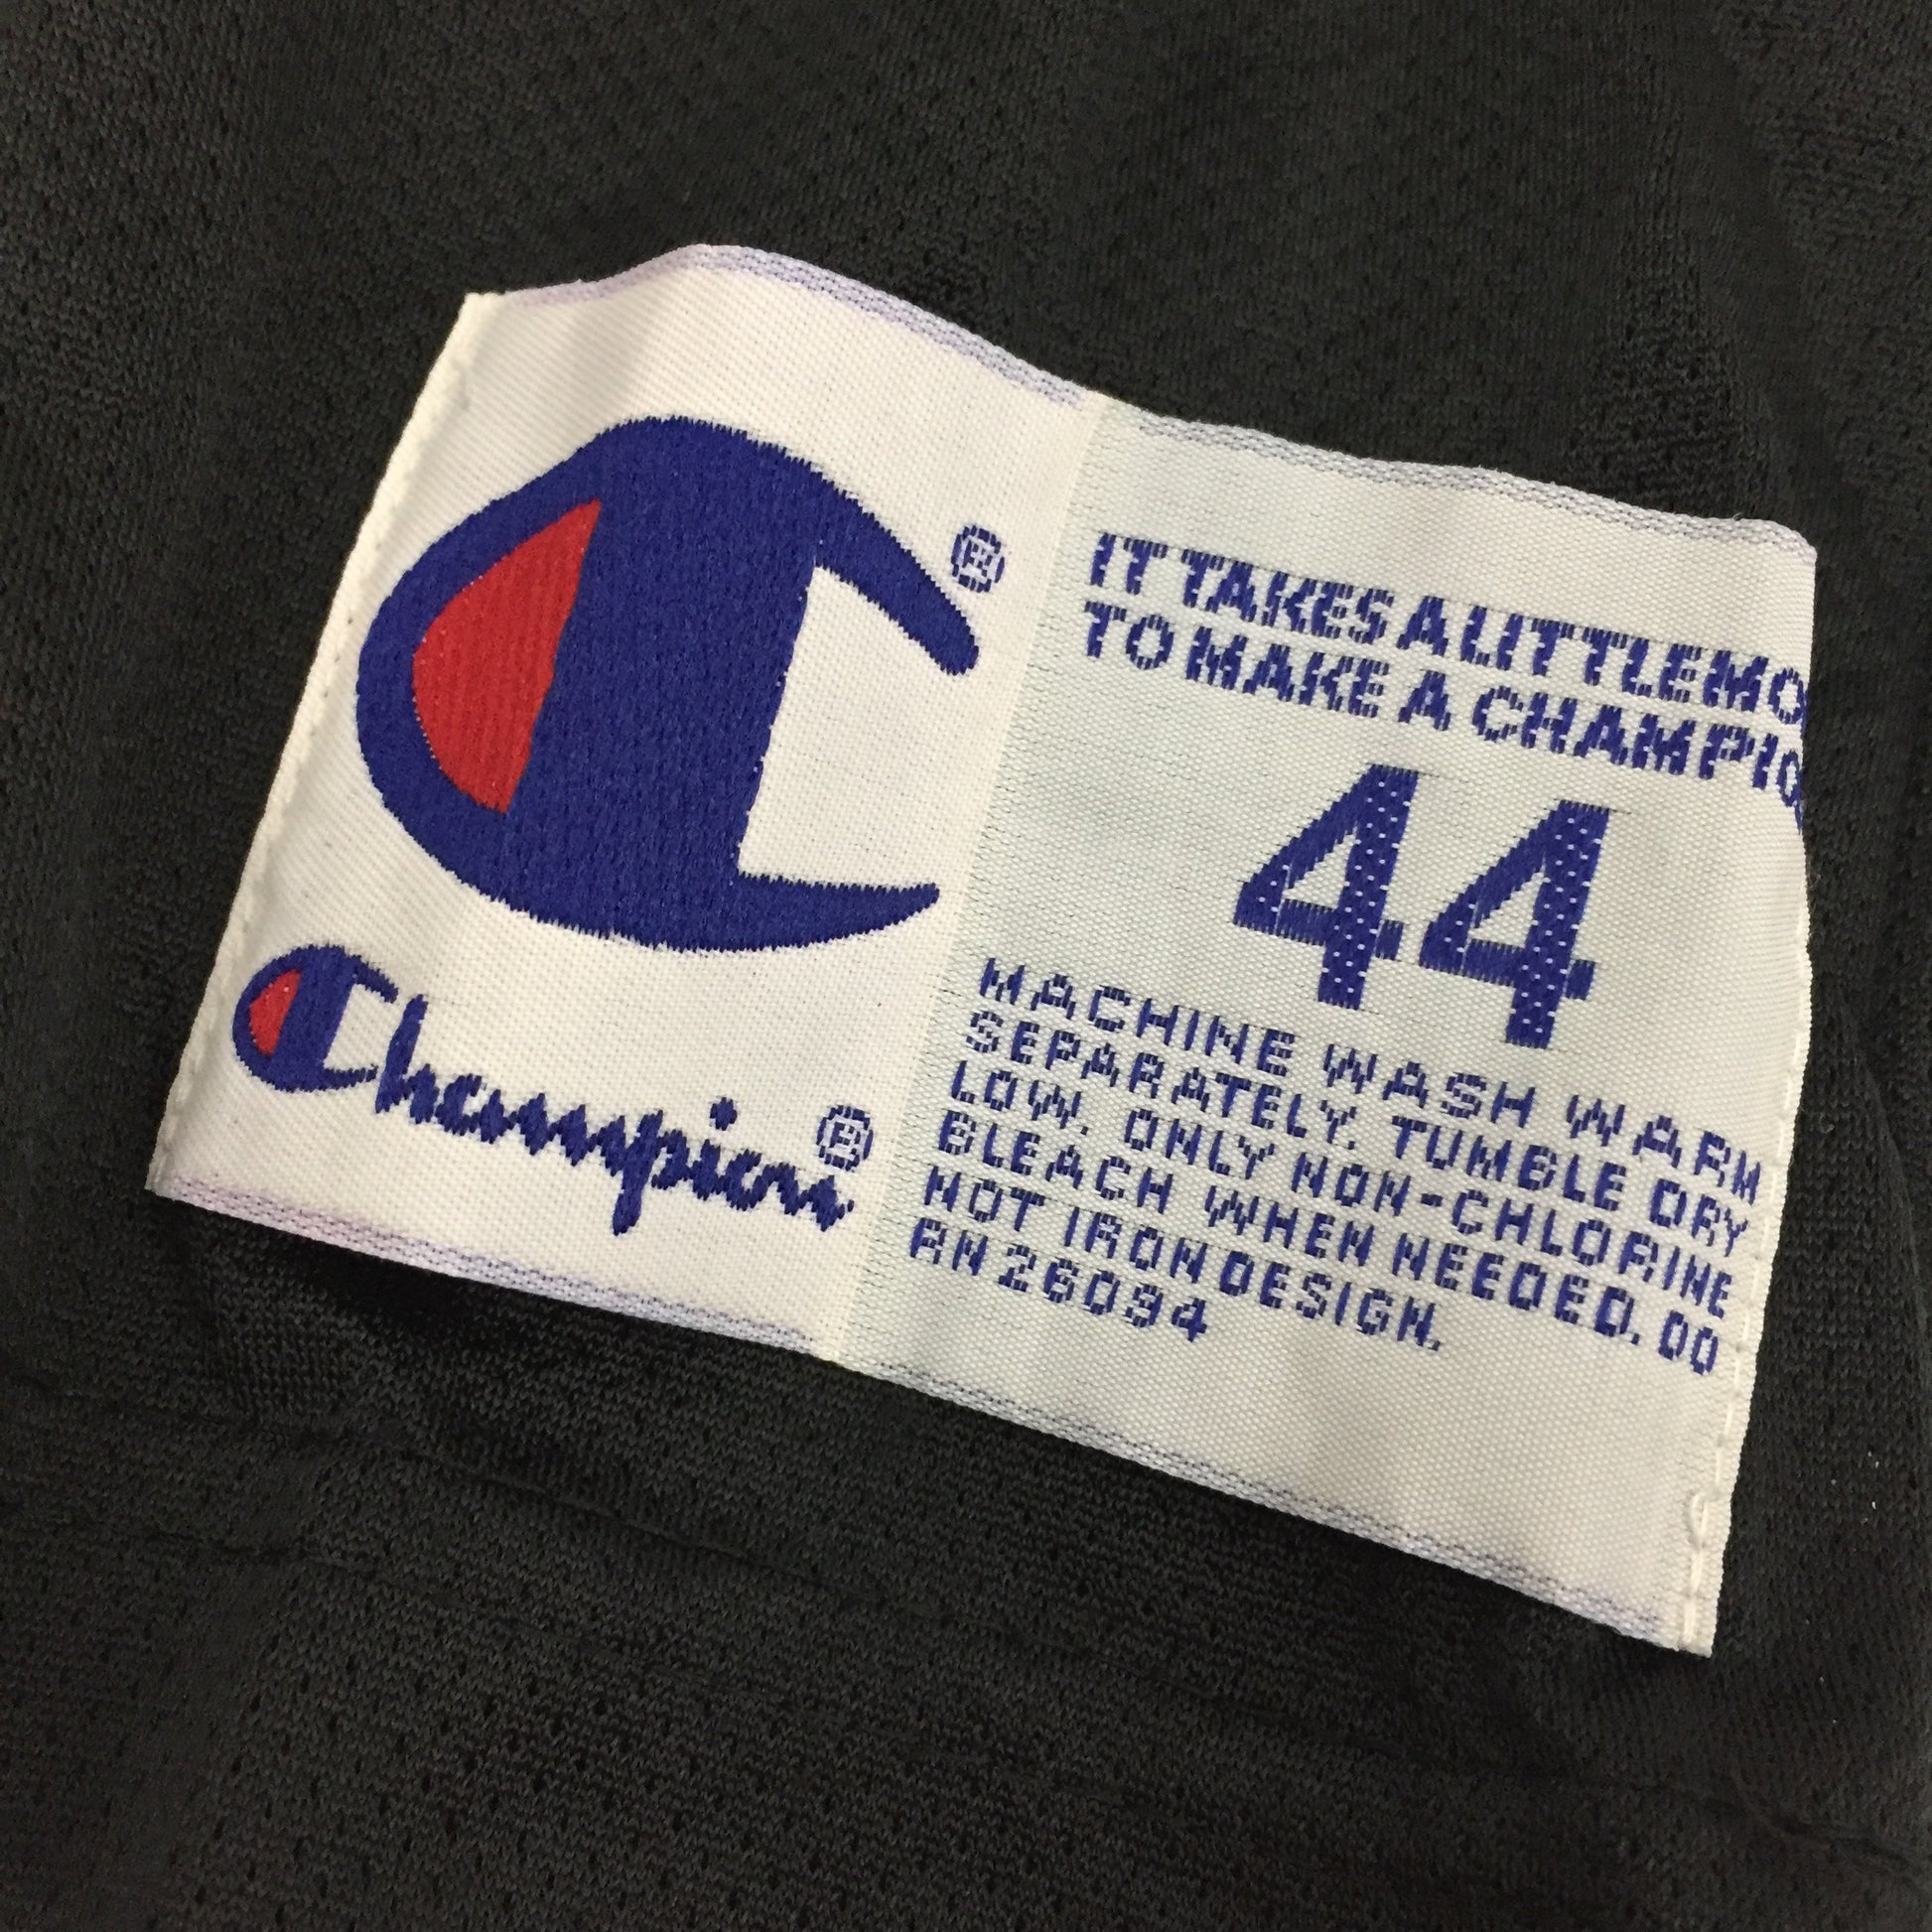 ®
Champion®
IT TAKES A LITTLE MO
TO MAKE A CHAMPIO
44
MACHINE WASH WARM
SEPARATELY. TUMBLE DRY
LOW. ONLY NON-CHLORINE
BLEACH WHEN NEEDED. DO
NOT IRON DESIGN.
RN 26094